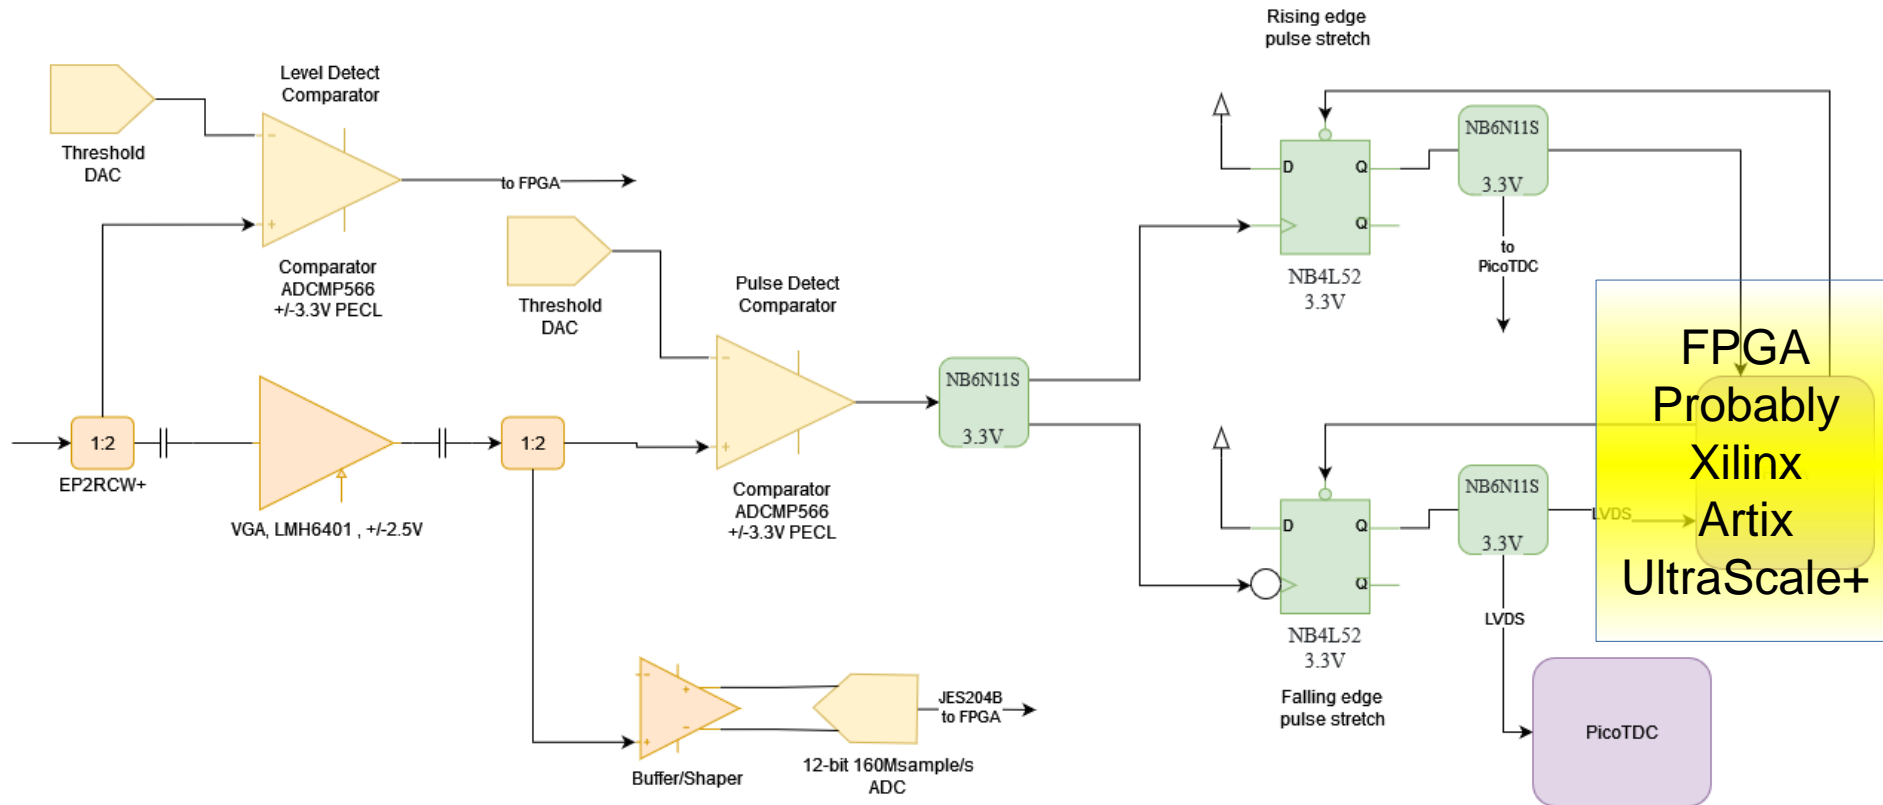 Rising edge
pulse stretch
Level Detect
Comparator
Threshold
DAC
−
+
to FPGA
Comparator
ADCMP566
+/-3.3V PECL
Threshold
DAC
Pulse Detect
Comparator
−
+
Comparator
ADCMP566
+/-3.3V PECL
1:2
EP2RCW+
VGA, LMH6401 , +/-2.5V
1:2
NB6N11S
3.3V
D
Q
Q
NB4L52
3.3V
NB6N11S
3.3V
to
PicoTDC
FPGA
Probably
Xilinx
Artix
UltraScale+
D
Q
Q
NB4L52
3.3V
Falling edge
pulse stretch
NB6N11S
3.3V
LVDS
LVDS
PicoTDC
−
+
+
−
Buffer/Shaper
JES204B
to FPGA
12-bit 160Msample/s
ADC